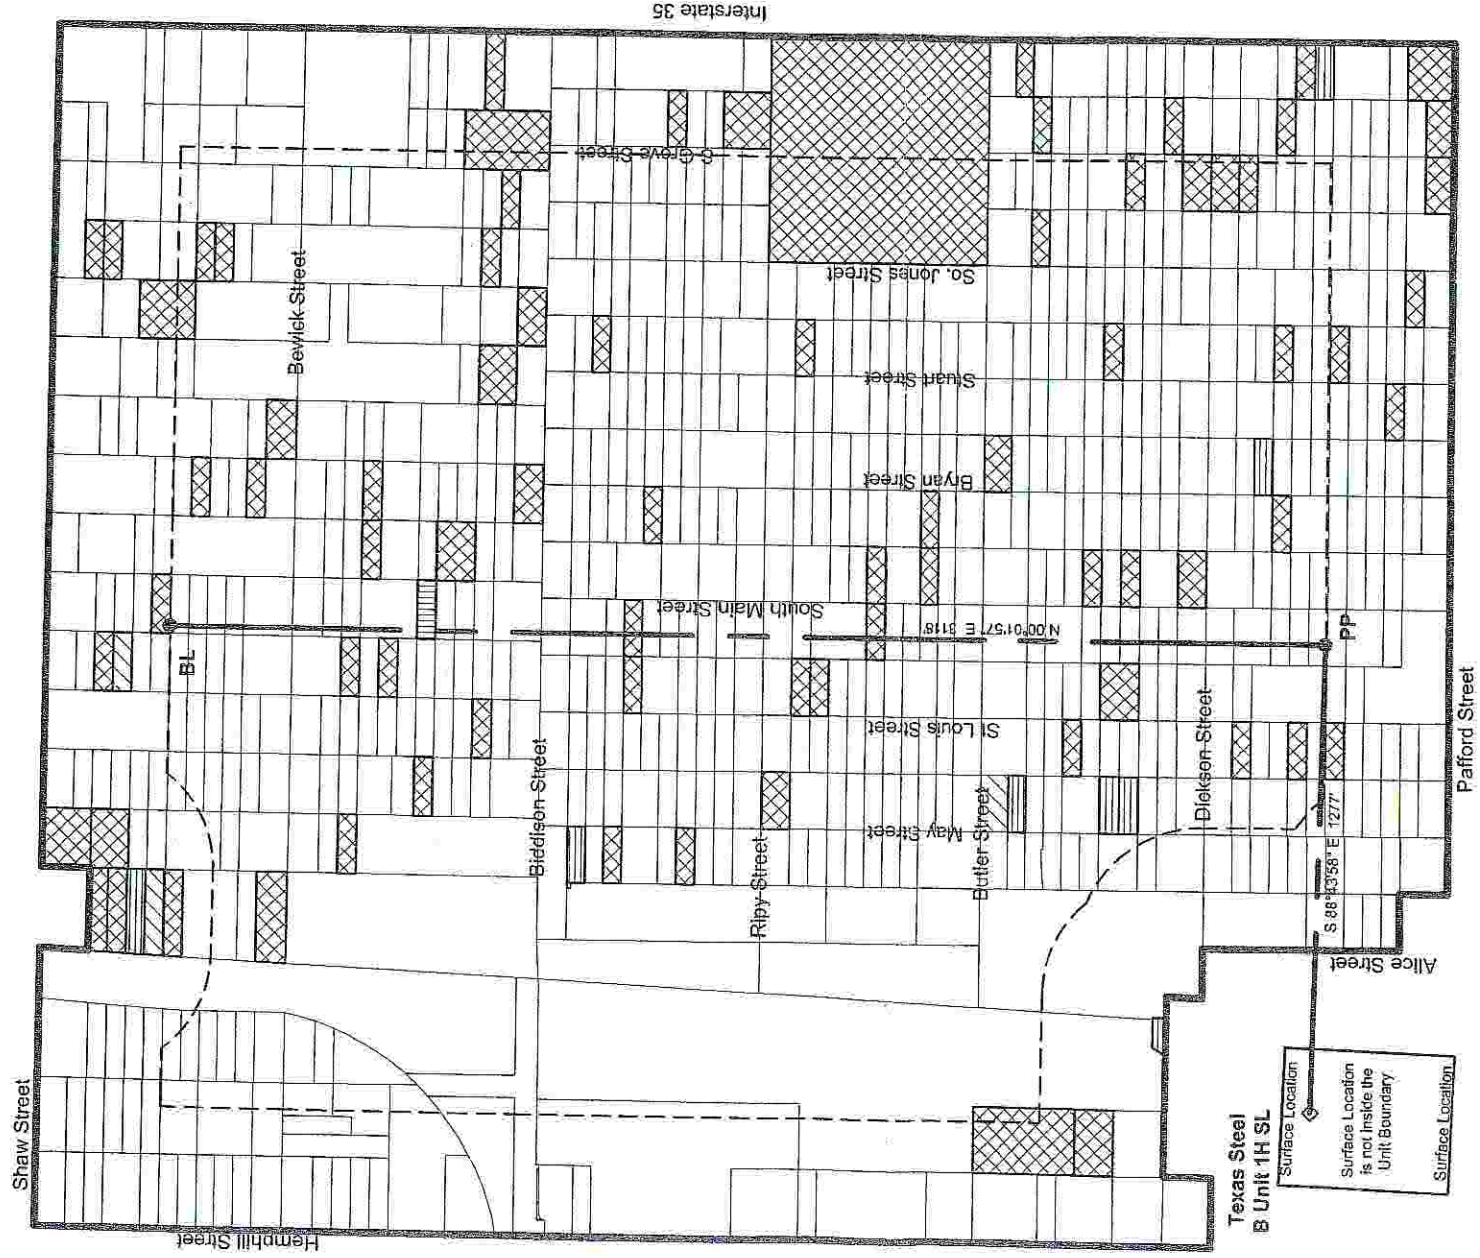 Interstate 35
S Grove Street
Bewick Street
So. Jones Street
Stuart Street
Bryan Street
South Main Street
N 00°01'57" E 3118'
BL
PP
St Louis Street
Biddison Street
Dickson Street
Pafford Street
May Street
Butler Street
Ripy Street
S 88°43'58" E 1277'
Alice Street
Shaw Street
Hemphill Street
Texas Steel
B Unit 1H SL
Surface Location
Surface Location
is not inside the
Unit Boundary.
Surface Location